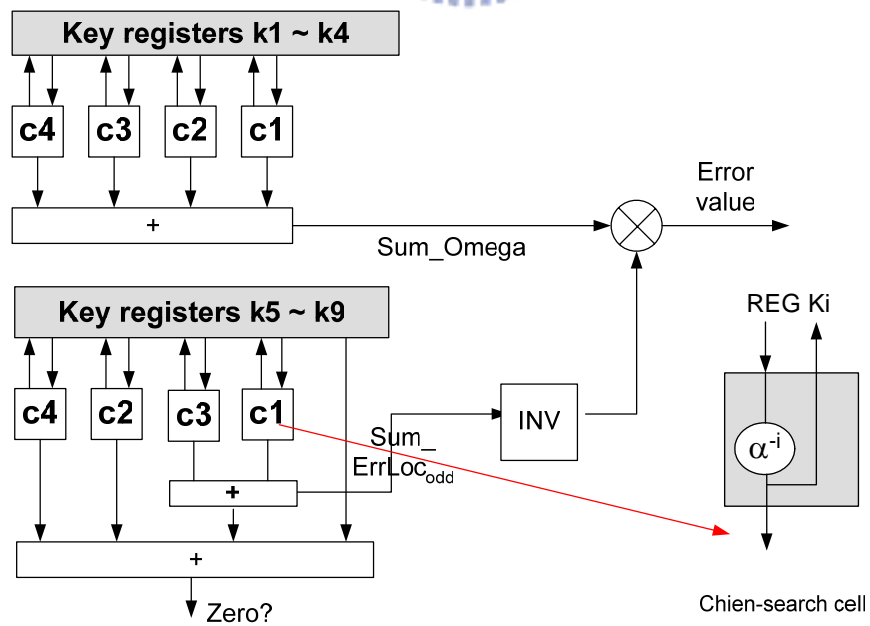 Key registers k1 ~ k4
c4 c3 c2 c1
+
Sum_Omega
Error
value
Key registers k5 ~ k9
c4 c2 c3 c1
Sum_
ErrLoc odd
INV
+
+
Zero?
REG Ki
α-i
Chien-search cell